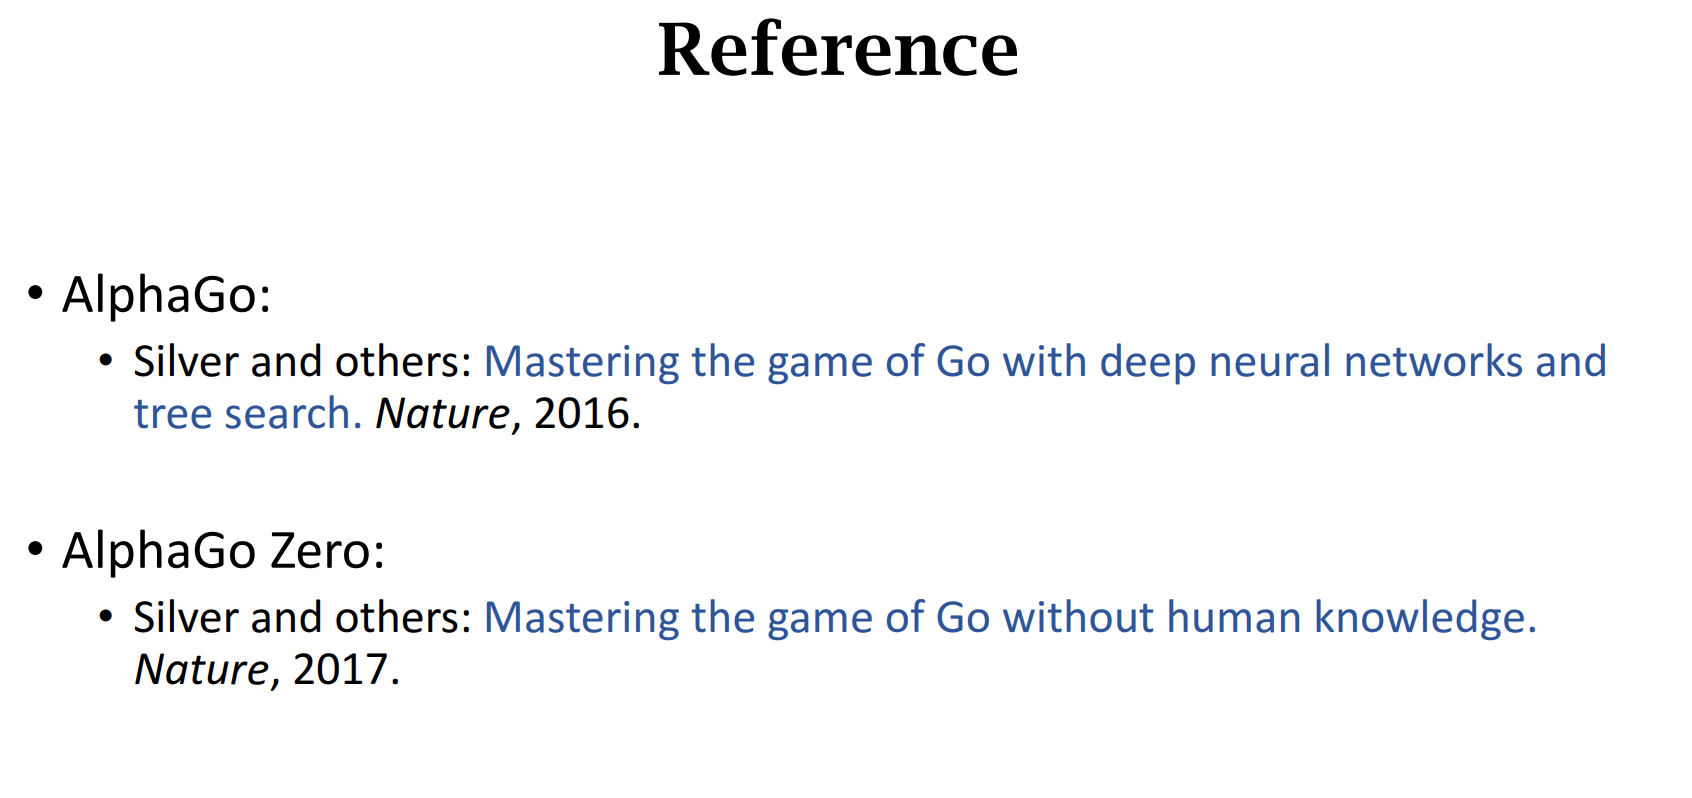 Reference
• AlphaGo:
• Silver and others: Mastering the game of Go with deep neural networks and
tree search. Nature, 2016.
• AlphaGo Zero:
• Silver and others: Mastering the game of Go without human knowledge.
Nature, 2017.